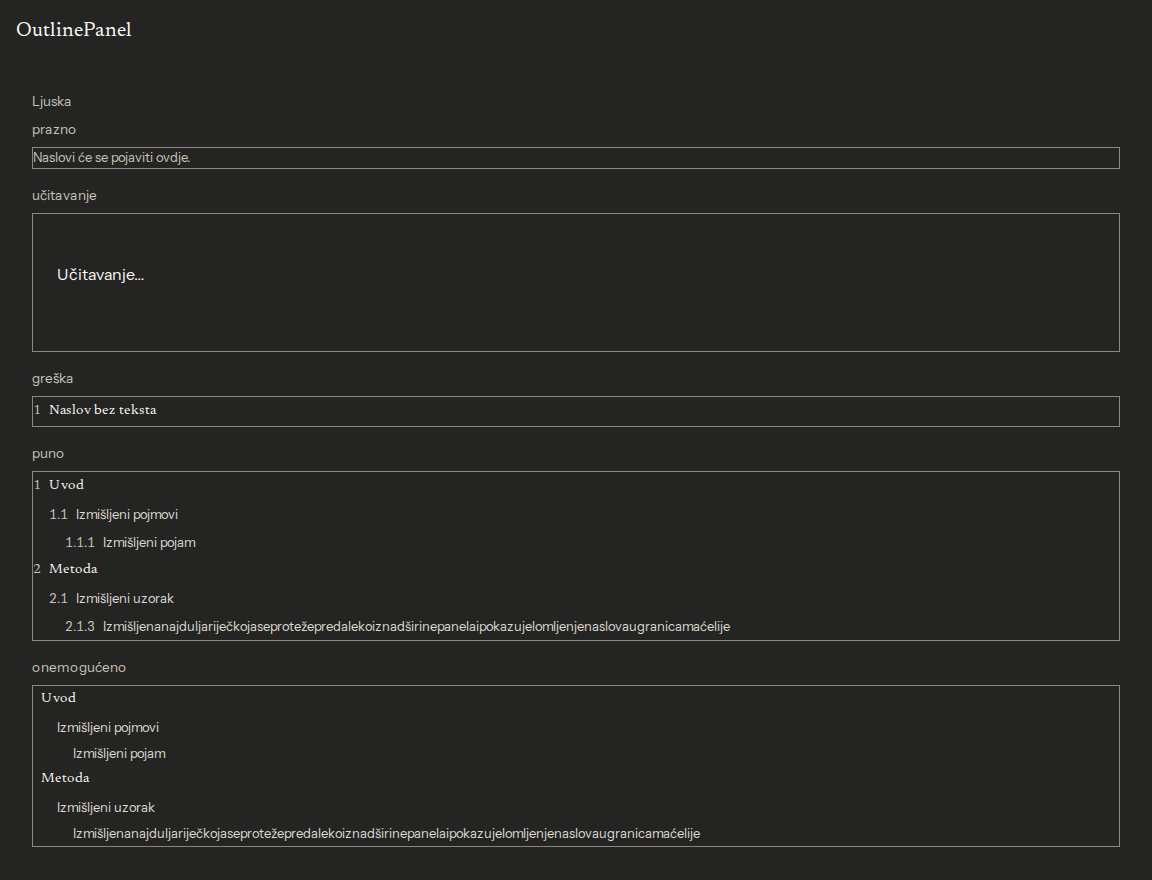 OutlinePanel
Ljuska
prazno
Naslovi će se pojaviti ovdje.
učitavanje
Učitavanje…
greška
1 Naslov bez teksta
puno
1 Uvod
1.1 Izmišljeni pojmovi
1.1.1 Izmišljeni pojam
2 Metoda
2.1 Izmišljeni uzorak
2.1.3 Izmišljenanajduljariječkojaseprotežepredalekoiznadširinepanelaipokazujelomljenjenaslovaugranicamaćelije
onemogućeno
Uvod
Izmišljeni pojmovi
Izmišljeni pojam
Metoda
Izmišljeni uzorak
Izmišljenanajduljariječkojaseprotežepredalekoiznadširinepanelaipokazujelomljenjenaslovaugranicamaćelije